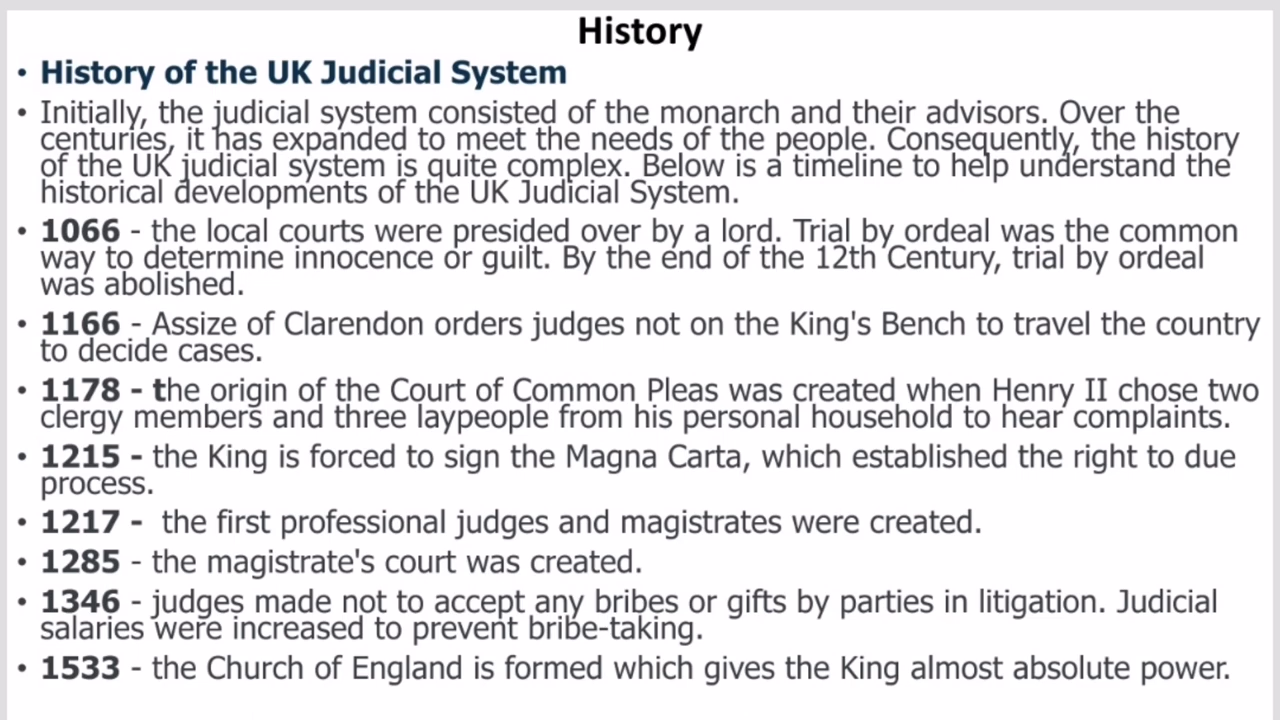 History
• History of the UK Judicial System
• Initially, the judicial system consisted of the monarch and their advisors. Over the
centuries, it has expanded to meet the needs of the people. Consequently, the history
of the UK judicial system is quite complex. Below is a timeline to help understand the
historical developments of the UK Judicial System.
• 1066 - the local courts were presided over by a lord. Trial by ordeal was the common
way to determine innocence or guilt. By the end of the 12th Century, trial by ordeal
was abolished.
• 1166 - Assize of Clarendon orders judges not on the King's Bench to travel the country
to decide cases.
• 1178 - the origin of the Court of Common Pleas was created when Henry II chose two
clergy members and three laypeople from his personal household to hear complaints.
• 1215 - the King is forced to sign the Magna Carta, which established the right to due
process.
• 1217 - the first professional judges and magistrates were created.
• 1285 - the magistrate's court was created.
• 1346 - judges made not to accept any bribes or gifts by parties in litigation. Judicial
salaries were increased to prevent bribe-taking.
• 1533 - the Church of England is formed which gives the King almost absolute power.